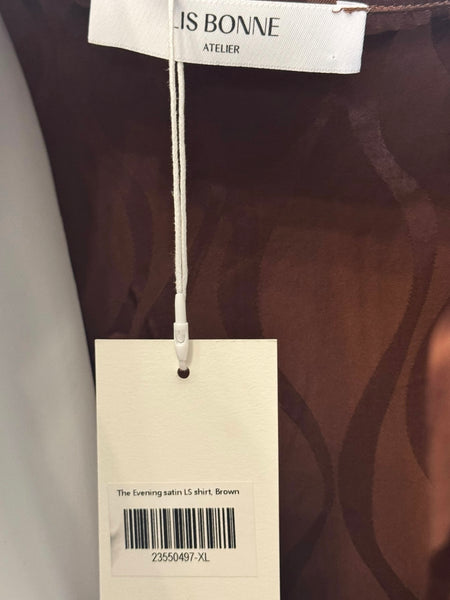 LIS BONNE
ATELIER
The Evening satin LS shirt, Brown
23550497-XL